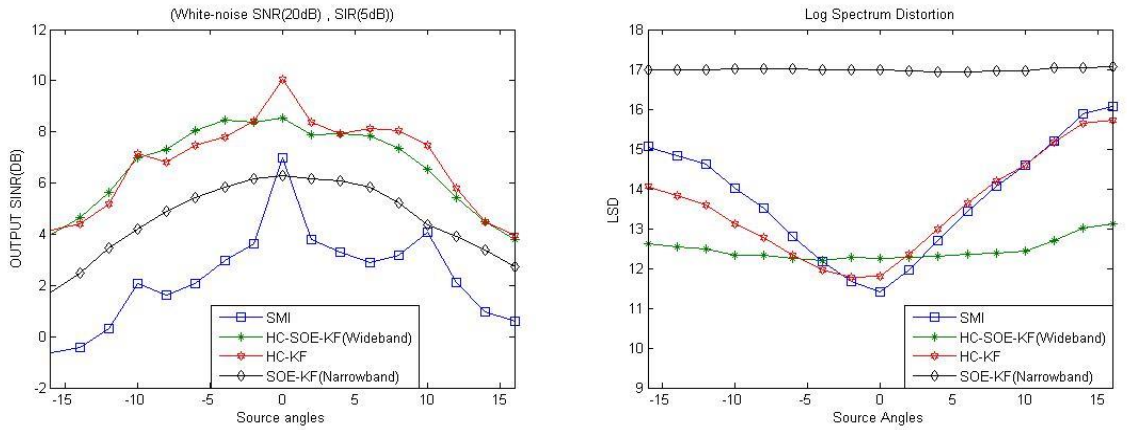 (White-noise SNR(20dB) , SIR(5dB))
OUTPUT SINR(DB)
12
10
8
6
4
2
0
-2
-15
-10
-5
0
5
10
15
Source angles
SMI
HC-SOE-KF(Wideband)
HC-KF
SOE-KF(Narrowband)
Log Spectrum Distortion
LSD
18
17
16
15
14
13
12
11
10
9
-15
-10
-5
0
5
10
15
Source Angles
SMI
HC-SOE-KF(Wideband)
HC-KF
SOE-KF(Narrowband)